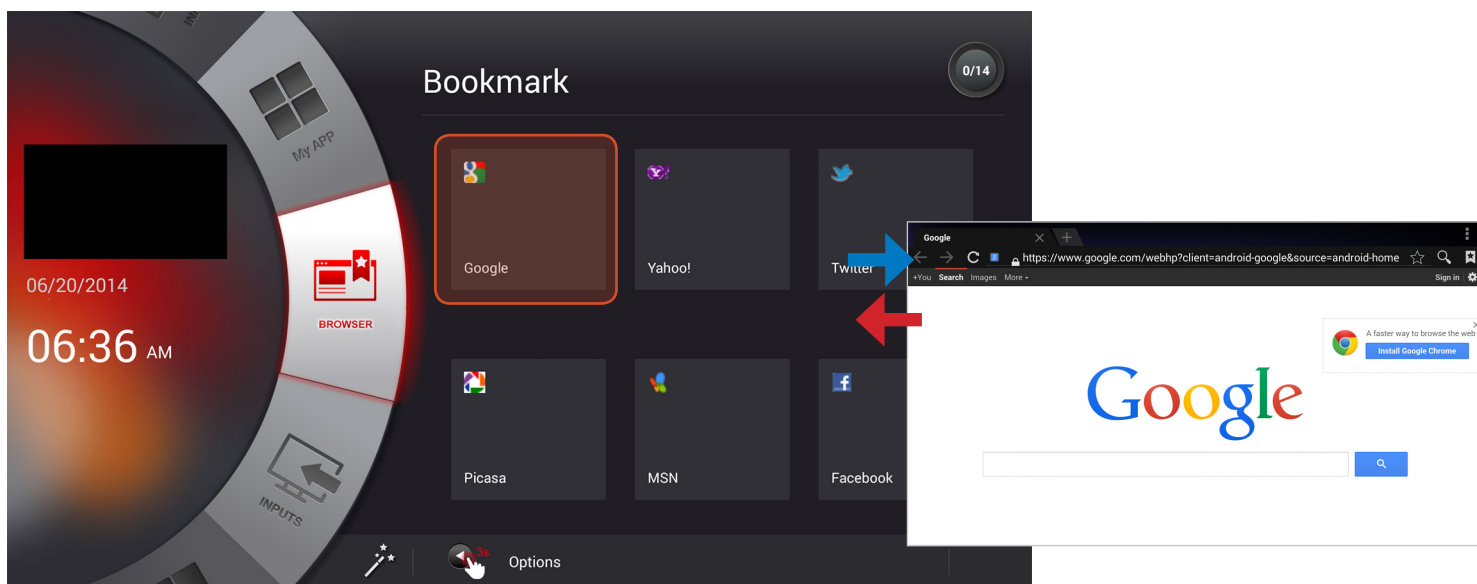 IN
Bookmark
0/14
My APP
06/20/2014
06:36 AM
BROWSER
Google
Yahoo!
Twitter
Picasa
MSN
Facebook
INPUTS
3s
Options
Google
https://www.google.com/webhp?client=android-google&source=android-home
+You Search Images More
Sign in
A faster way to browse the web
Install Google Chrome
Google